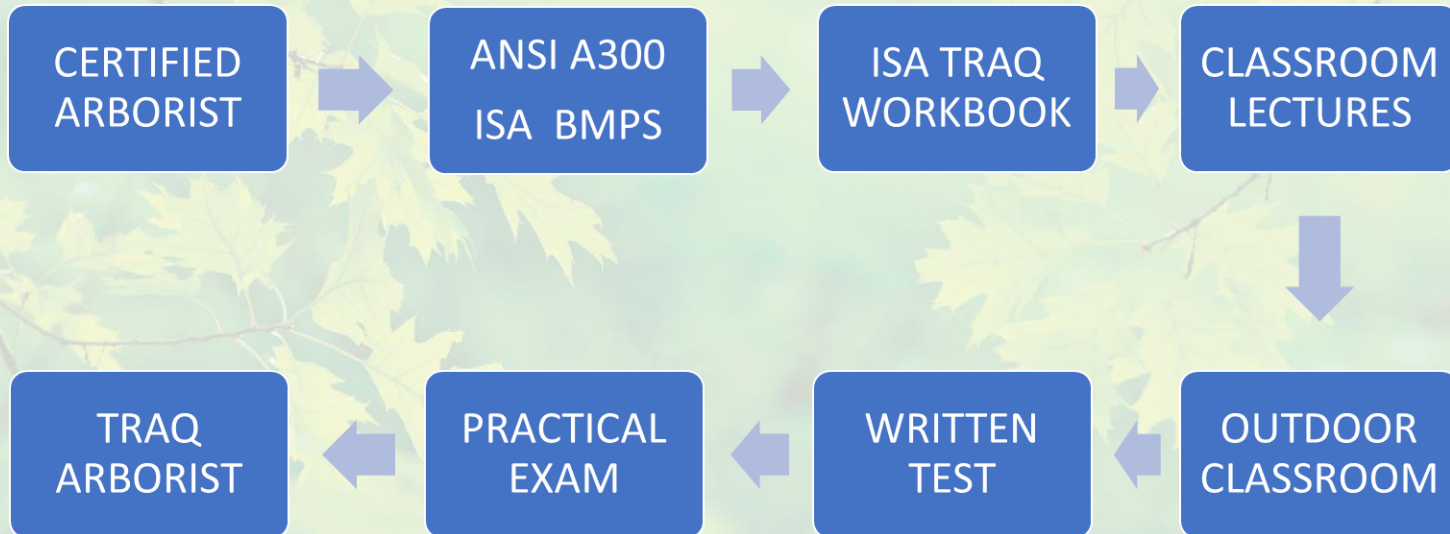 CERTIFIED
ARBORIST
ANSI A300
ISA BMPS
ISA TRAQ
WORKBOOK
CLASSROOM
LECTURES
OUTDOOR
CLASSROOM
WRITTEN
TEST
PRACTICAL
EXAM
TRAQ
ARBORIST